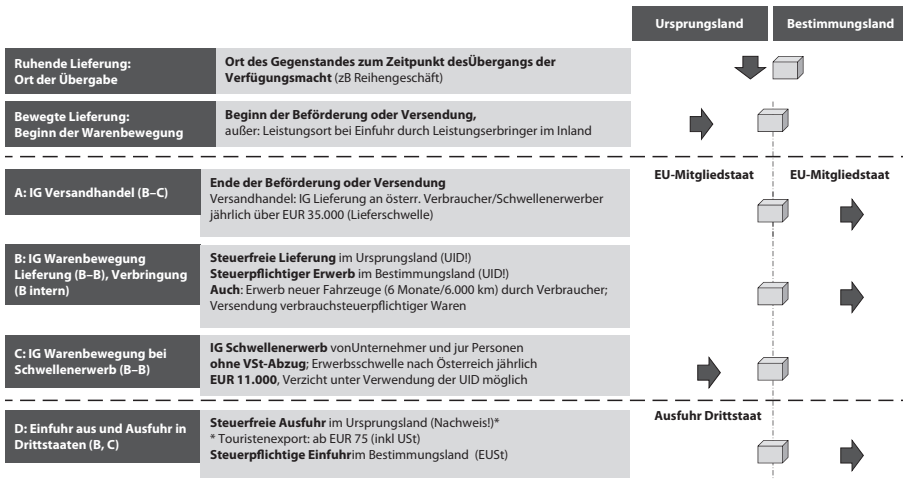 Ursprungsland
Bestimmungsland
Ruhende Lieferung:
Ort der Übergabe
Ort des Gegenstandes zum Zeitpunkt desÜbergangs der
Verfügungsmacht (zB Reihengeschäft)
Bewegte Lieferung:
Beginn der Warenbewegung
Beginn der Beförderung oder Versendung,
außer: Leistungsort bei Einfuhr durch Leistungserbringer im Inland
EU-Mitgliedstaat
EU-Mitgliedstaat
A: IG Versandhandel (B–C)
Ende der Beförderung oder Versendung
Versandhandel: IG Lieferung an österr. Verbraucher/Schwellenerwerber
jährlich über EUR 35.000 (Lieferschwelle)
B: IG Warenbewegung
Lieferung (B–B), Verbringung
(B intern)
Steuerfreie Lieferung im Ursprungsland (UID!)
Steuerpflichtiger Erwerb im Bestimmungsland (UID!)
Auch: Erwerb neuer Fahrzeuge (6 Monate/6.000 km) durch Verbraucher;
Versendung verbrauchsteuerpflichtiger Waren
C: IG Warenbewegung bei
Schwellenerwerb (B–B)
IG Schwellenerwerb vonUnternehmer und jur Personen
ohne VSt-Abzug; Erwerbsschwelle nach Österreich jährlich
EUR 11.000, Verzicht unter Verwendung der UID möglich
Ausfuhr Drittstaat
D: Einfuhr aus und Ausfuhr in
Drittstaaten (B, C)
Steuerfreie Ausfuhr im Ursprungsland (Nachweis!)*
* Touristenexport: ab EUR 75 (inkl USt)
Steuerpflichtige Einfuhrim Bestimmungsland (EUSt)